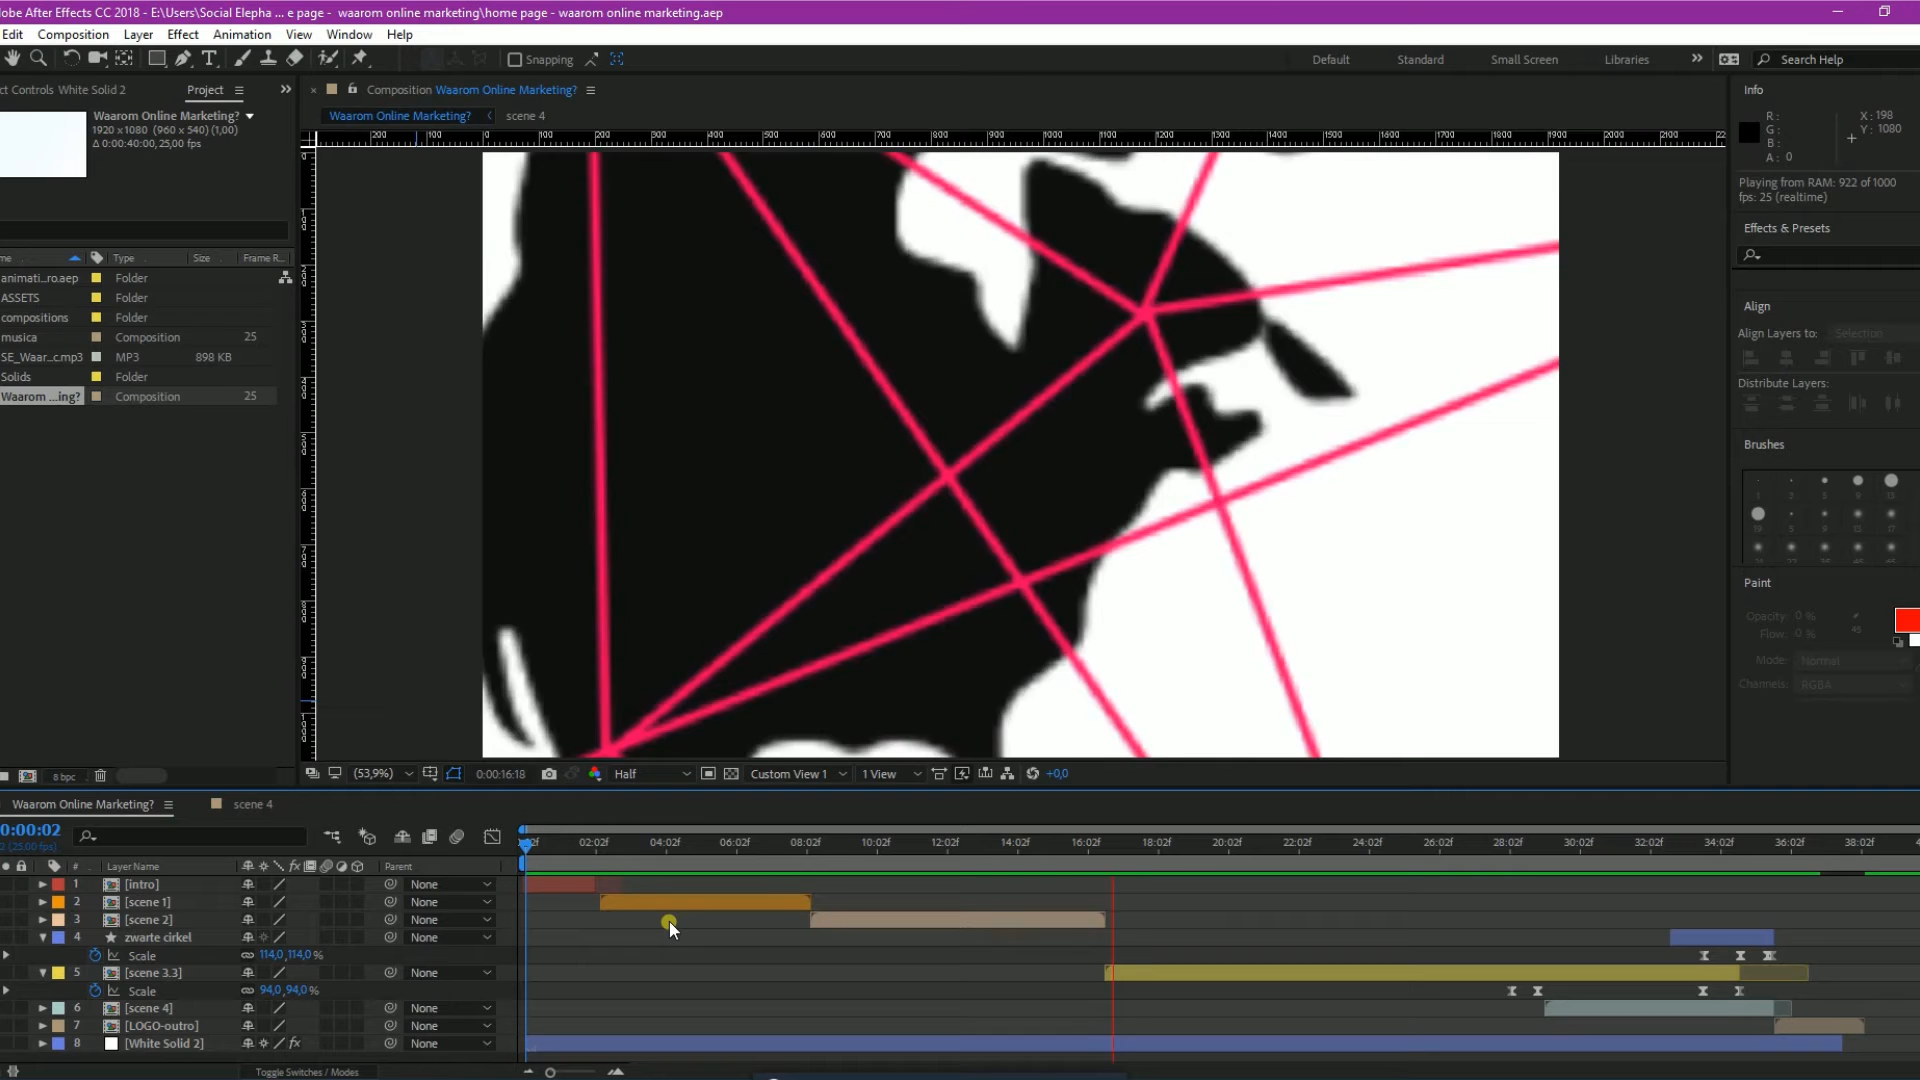 dobe After Effects CC 2018 - E:\Users\Social Elepha ... e page - waarom online marketing\home page - waarom online marketing.aep
Edit Composition Layer Effect Animation View Window Help
Snapping Default Standard Small Screen Libraries Search Help
ct Controls White Solid 2 Project Composition Waarom Online Marketing? Info
Waarom Online Marketing? scene 4
Waarom Online Marketing?
1920 x1080 (960 x 540) (1,00)
Δ 0:00:40:00, 25,00 fps
R: X: 198
G: Y: 1080
B:
A: 0
Playing from RAM: 922 of 1000
fps: 25 (realtime)
Effects & Presets
me Type Size Frame R...
animati...ro.aep Folder
ASSETS Folder
compositions Folder
musica Composition 25
SE_Waar...c.mp3 MP3 898 KB
Solids Folder
Waarom ...ing? Composition 25
Align
Align Layers to: Selection
Distribute Layers:
Brushes
Paint
Opacity: 0 %
Flow: 0 %
Mode: Normal
Channels: RGBA
8 bpc (53,9%) 0:00:16:18 Half Custom View 1 1 View +0,0
Waarom Online Marketing? scene 4
0:00:02
2 (25.00 fps)
02:02f 04:02f 06:02f 08:02f 10:02f 12:02f 14:02f 16:02f 18:02f 20:02f 22:02f 24:02f 26:02f 28:02f 30:02f 32:02f 34:02f 36:02f 38:02f
# Layer Name fx Parent
1 [intro] None
2 [scene 1] None
3 [scene 2] None
4 zwarte cirkel None
Scale 114,0,114,0%
5 [scene 3.3] None
Scale 94,0,94,0%
6 [scene 4] None
7 [LOGO-outro] None
8 [White Solid 2] fx None
Toggle Switches / Modes